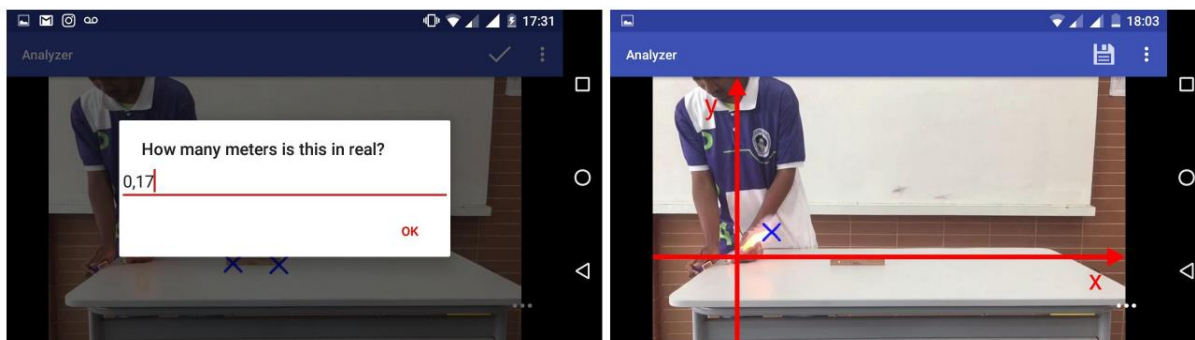 17:31
Analyzer
How many meters is this in real?
0,17
OK
18:03
Analyzer
y
x